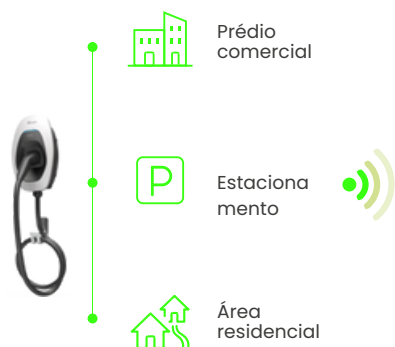 Prédio
comercial
P
Estaciona
mento
Área
residencial